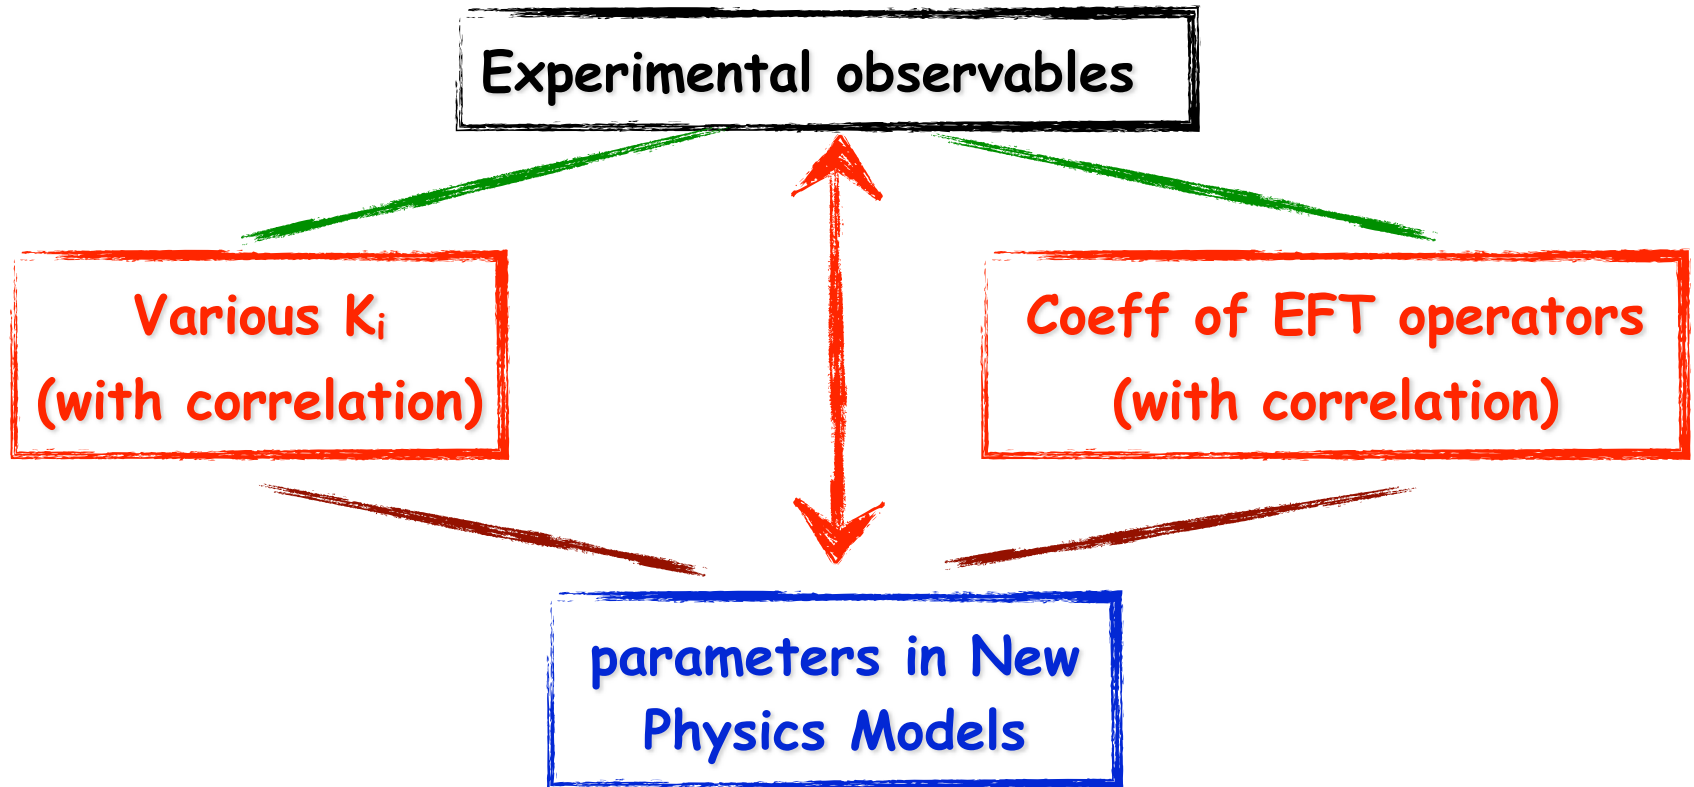 Experimental observables
Various Kᵢ
(with correlation)
Coeff of EFT operators
(with correlation)
parameters in New
Physics Models